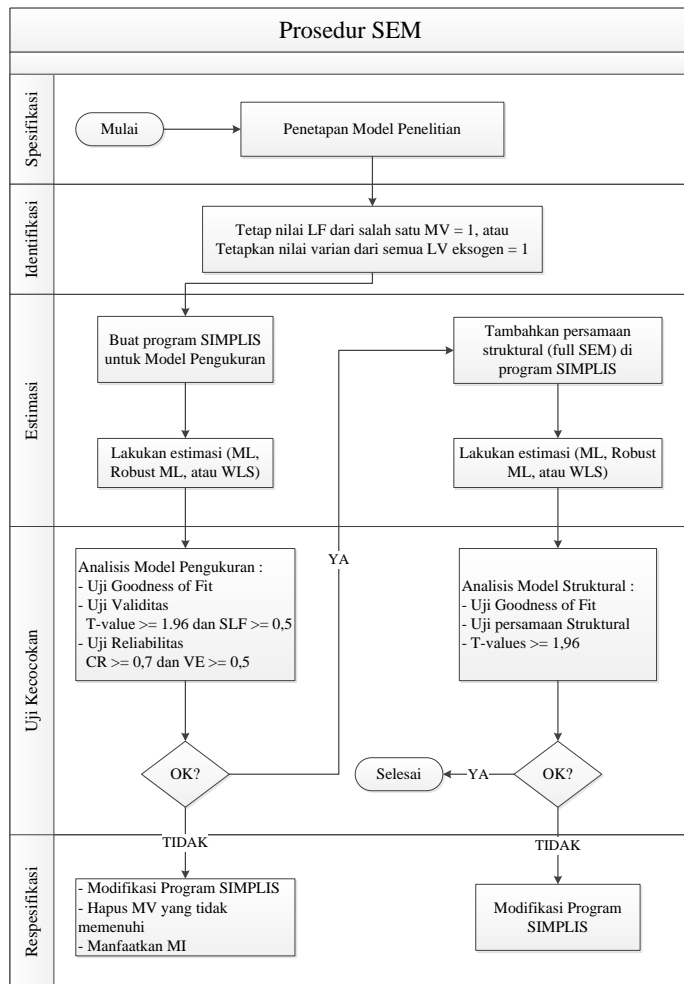 Prosedur SEM
Spesifikasi
Mulai
Penetapan Model Penelitian
Identifikasi
Tetap nilai LF dari salah satu MV = 1, atau
Tetapkan nilai varian dari semua LV eksogen = 1
Estimasi
Buat program SIMPLIS
untuk Model Pengukuran
Lakukan estimasi (ML,
Robust ML, atau WLS)
Tambahkan persamaan
struktural (full SEM) di
program SIMPLIS
Lakukan estimasi (ML, Robust
ML, atau WLS)
Uji Kecocokan
Analisis Model Pengukuran :
- Uji Goodness of Fit
- Uji Validitas
T-value >= 1.96 dan SLF >= 0,5
- Uji Reliabilitas
CR >= 0,7 dan VE >= 0,5
OK?
YA
Analisis Model Struktural :
- Uji Goodness of Fit
- Uji persamaan Struktural
- T-values >= 1,96
OK?
YA
Selesai
Respesifikasi
TIDAK
- Modifikasi Program SIMPLIS
- Hapus MV yang tidak
memenuhi
- Manfaatkan MI
TIDAK
Modifikasi Program
SIMPLIS